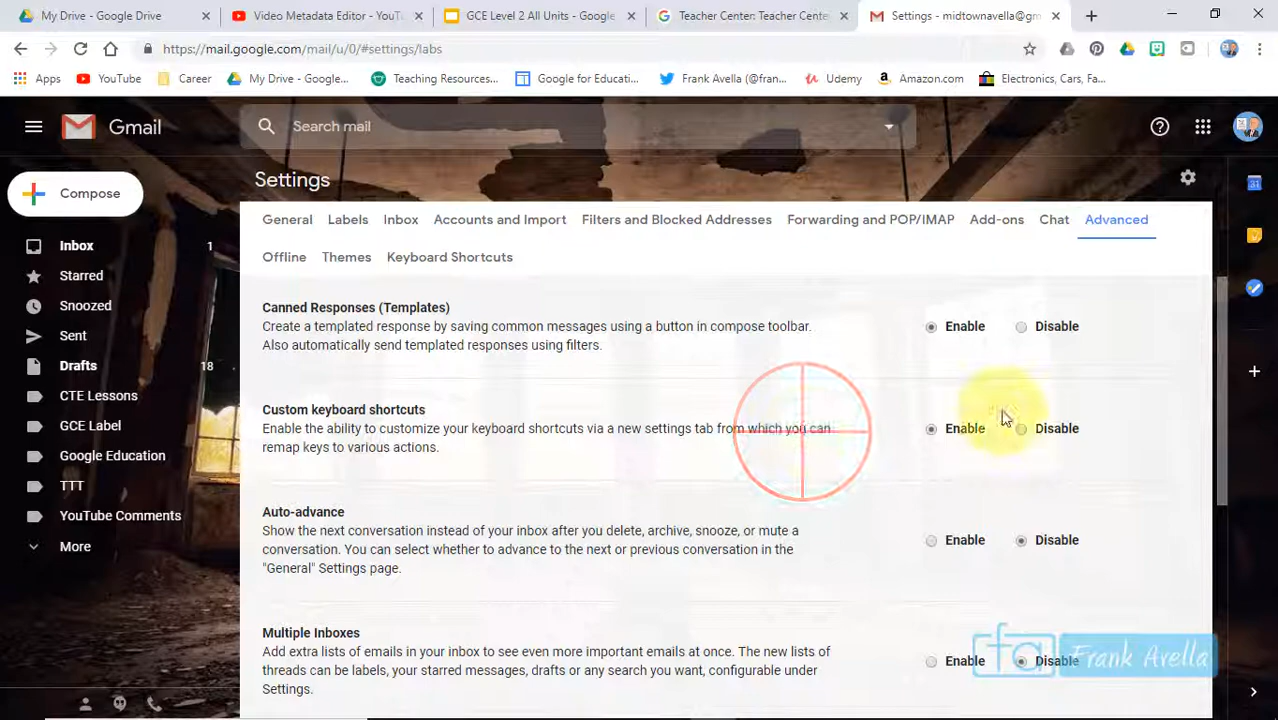 My Drive - Google Drive
Video Metadata Editor - YouTu
GCE Level 2 All Units - Google
Teacher Center: Teacher Cente
Settings - midtownavella@gm
https://mail.google.com/mail/u/0/#settings/labs
Apps
YouTube
Career
My Drive - Google...
Teaching Resources...
Google for Educati...
Frank Avella (@fran...
Udemy
Amazon.com
Electronics, Cars, Fa...
Gmail
Search mail
Compose
Settings
General
Labels
Inbox
Accounts and Import
Filters and Blocked Addresses
Forwarding and POP/IMAP
Add-ons
Chat
Advanced
Offline
Themes
Keyboard Shortcuts
Inbox 1
Starred
Snoozed
Sent
Drafts 18
CTE Lessons
GCE Label
Google Education
TTT
YouTube Comments
More
Canned Responses (Templates)
Create a templated response by saving common messages using a button in compose toolbar.
Also automatically send templated responses using filters.
Enable Disable
Custom keyboard shortcuts
Enable the ability to customize your keyboard shortcuts via a new settings tab from which you can
remap keys to various actions.
Enable Disable
Auto-advance
Show the next conversation instead of your inbox after you delete, archive, snooze, or mute a
conversation. You can select whether to advance to the next or previous conversation in the
"General" Settings page.
Enable Disable
Multiple Inboxes
Add extra lists of emails in your inbox to see even more important emails at once. The new lists of
threads can be labels, your starred messages, drafts or any search you want, configurable under
Settings.
Enable Disable
fa Frank Avella